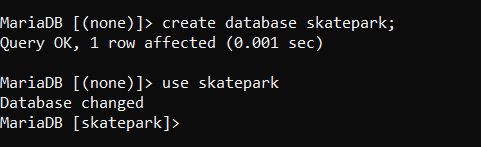 MariaDB [(none)]> create database skatepark;
Query OK, 1 row affected (0.001 sec)
MariaDB [(none)]> use skatepark
Database changed
MariaDB [skatepark]>